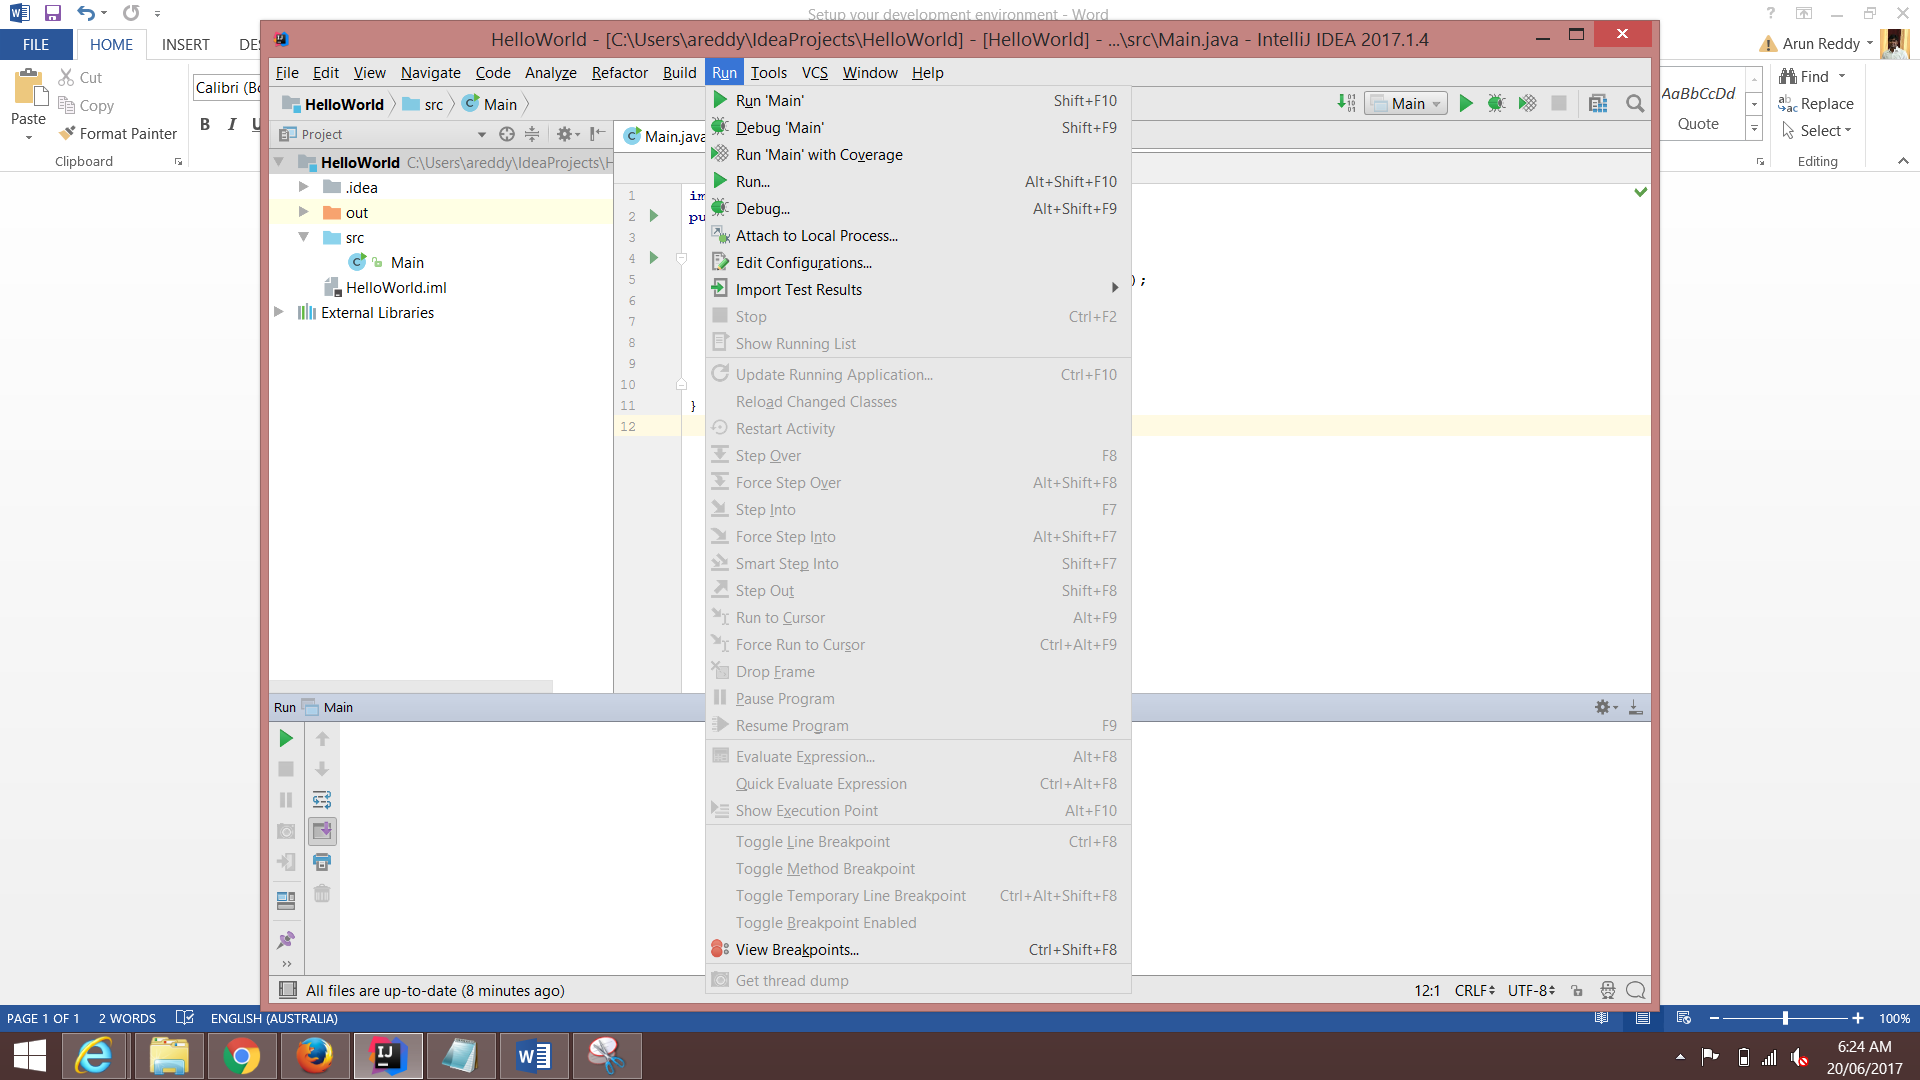 Setup your development environment - Word
FILE HOME INSERT DE
Arun Reddy
Paste
Cut
Copy
Format Painter
Clipboard
Calibri (Bo
B I U
AaBbCcDd
Quote
Find
Replace
Select
Editing
HelloWorld - [C:\Users\areddy\IdeaProjects\HelloWorld] - [HelloWorld] - ...\src\Main.java - IntelliJ IDEA 2017.1.4
File Edit View Navigate Code Analyze Refactor Build Run Tools VCS Window Help
HelloWorld src Main
Main
Project
Main.java
HelloWorld C:\Users\areddy\IdeaProjects\H
.idea
out
src
Main
HelloWorld.iml
External Libraries
1 im
2 pu
3
4
5 );
6
7
8
9
10
11 }
12
Run 'Main' Shift+F10
Debug 'Main' Shift+F9
Run 'Main' with Coverage
Run... Alt+Shift+F10
Debug... Alt+Shift+F9
Attach to Local Process...
Edit Configurations...
Import Test Results
Stop Ctrl+F2
Show Running List
Update Running Application... Ctrl+F10
Reload Changed Classes
Restart Activity
Step Over F8
Force Step Over Alt+Shift+F8
Step Into F7
Force Step Into Alt+Shift+F7
Smart Step Into Shift+F7
Step Out Shift+F8
Run to Cursor Alt+F9
Force Run to Cursor Ctrl+Alt+F9
Drop Frame
Pause Program
Resume Program F9
Evaluate Expression... Alt+F8
Quick Evaluate Expression Ctrl+Alt+F8
Show Execution Point Alt+F10
Toggle Line Breakpoint Ctrl+F8
Toggle Method Breakpoint
Toggle Temporary Line Breakpoint Ctrl+Alt+Shift+F8
Toggle Breakpoint Enabled
View Breakpoints... Ctrl+Shift+F8
Get thread dump
Run Main
All files are up-to-date (8 minutes ago)
12:1 CRLF UTF-8
PAGE 1 OF 1 2 WORDS ENGLISH (AUSTRALIA)
100%
6:24 AM
20/06/2017